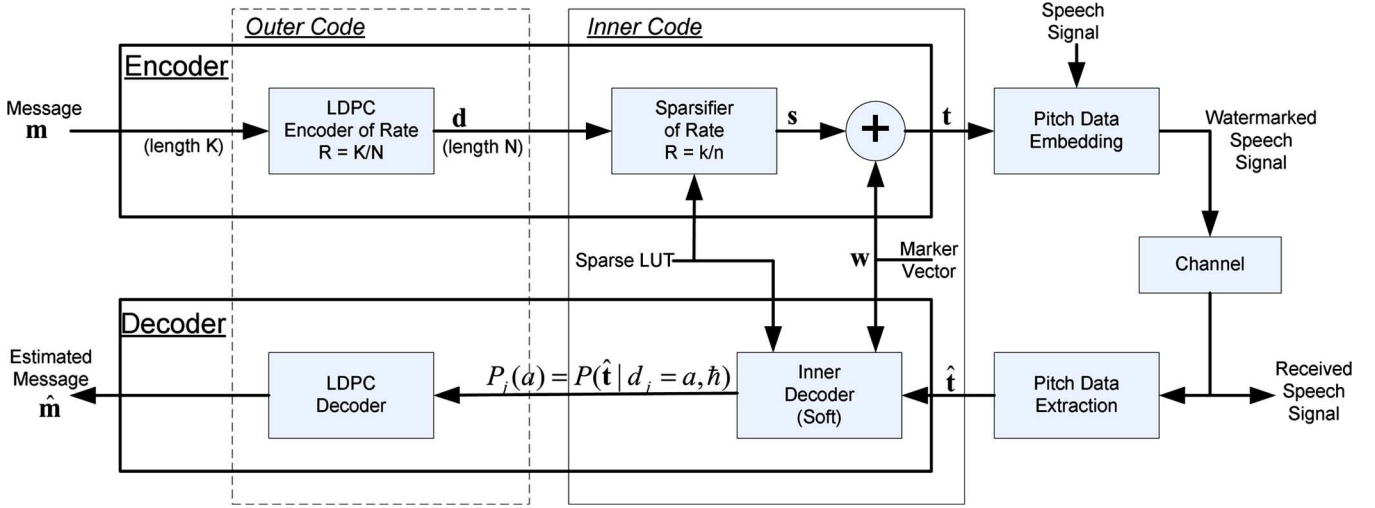 Outer Code
Inner Code
Speech
Signal
Encoder
Message
m
(length K)
LDPC
Encoder of Rate
R = K/N
d
(length N)
Sparsifier
of Rate
R = k/n
s
+
t
Pitch Data
Embedding
Watermarked
Speech
Signal
Sparse LUT
w
Marker
Vector
Channel
Decoder
Estimated
Message
m̂
LDPC
Decoder
P_j(a) = P(t̂ | d_j = a, ħ)
Inner
Decoder
(Soft)
t̂
Pitch Data
Extraction
Received
Speech
Signal